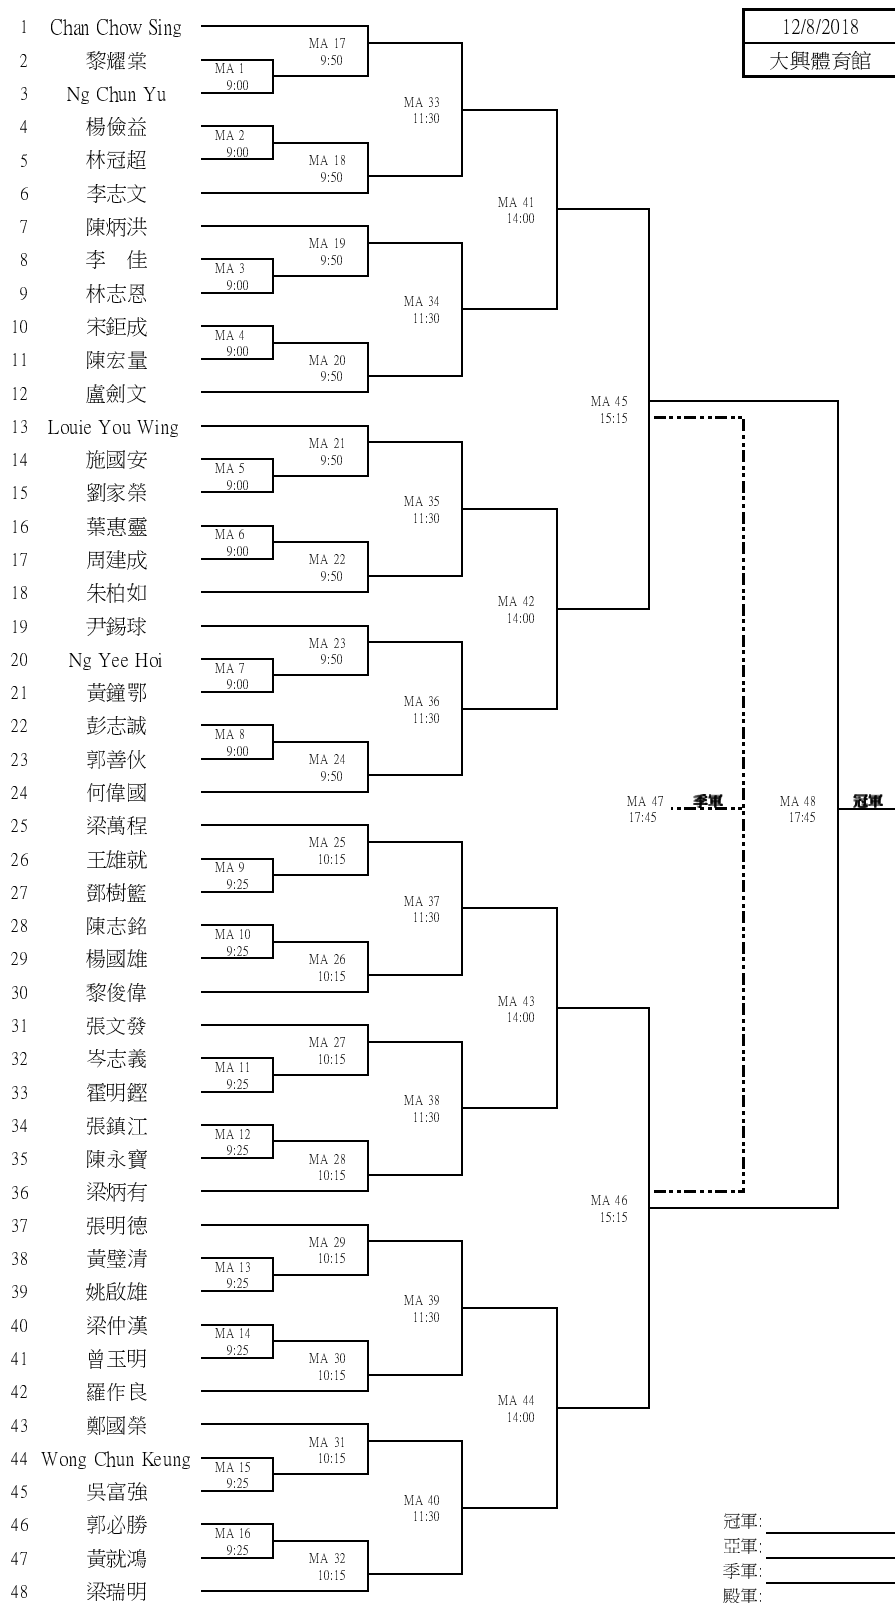 12/8/2018
大興體育館
1 Chan Chow Sing
2 黎耀棠
3 Ng Chun Yu
4 楊儉益
5 林冠超
6 李志文
7 陳炳洪
8 李 佳
9 林志恩
10 宋鉅成
11 陳宏量
12 盧劍文
13 Louie You Wing
14 施國安
15 劉家榮
16 葉惠靈
17 周建成
18 朱柏如
19 尹錫球
20 Ng Yee Hoi
21 黃鐘鄂
22 彭志誠
23 郭善伙
24 何偉國
25 梁萬程
26 王雄就
27 鄧樹籃
28 陳志銘
29 楊國雄
30 黎俊偉
31 張文發
32 岑志義
33 霍明鏗
34 張鎮江
35 陳永寶
36 梁炳有
37 張明德
38 黃璧清
39 姚啟雄
40 梁仲漢
41 曾玉明
42 羅作良
43 鄭國榮
44 Wong Chun Keung
45 吳富強
46 郭必勝
47 黃就鴻
48 梁瑞明
MA 1
9:00
MA 2
9:00
MA 3
9:00
MA 4
9:00
MA 5
9:00
MA 6
9:00
MA 7
9:00
MA 8
9:00
MA 9
9:25
MA 10
9:25
MA 11
9:25
MA 12
9:25
MA 13
9:25
MA 14
9:25
MA 15
9:25
MA 16
9:25
MA 17
9:50
MA 18
9:50
MA 19
9:50
MA 20
9:50
MA 21
9:50
MA 22
9:50
MA 23
9:50
MA 24
9:50
MA 25
10:15
MA 26
10:15
MA 27
10:15
MA 28
10:15
MA 29
10:15
MA 30
10:15
MA 31
10:15
MA 32
10:15
MA 33
11:30
MA 34
11:30
MA 35
11:30
MA 36
11:30
MA 37
11:30
MA 38
11:30
MA 39
11:30
MA 40
11:30
MA 41
14:00
MA 42
14:00
MA 43
14:00
MA 44
14:00
MA 45
15:15
MA 46
15:15
MA 47
17:45
季軍
MA 48
17:45
冠軍
冠軍:
亞軍:
季軍:
殿軍: